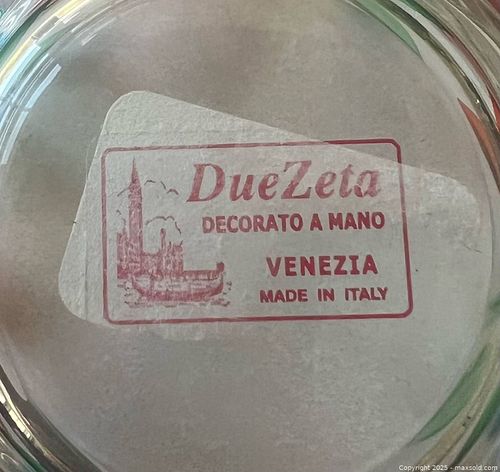 DueZeta
DECORATO A MANO
VENEZIA
MADE IN ITALY
Copyright 2025 - maxsold.com